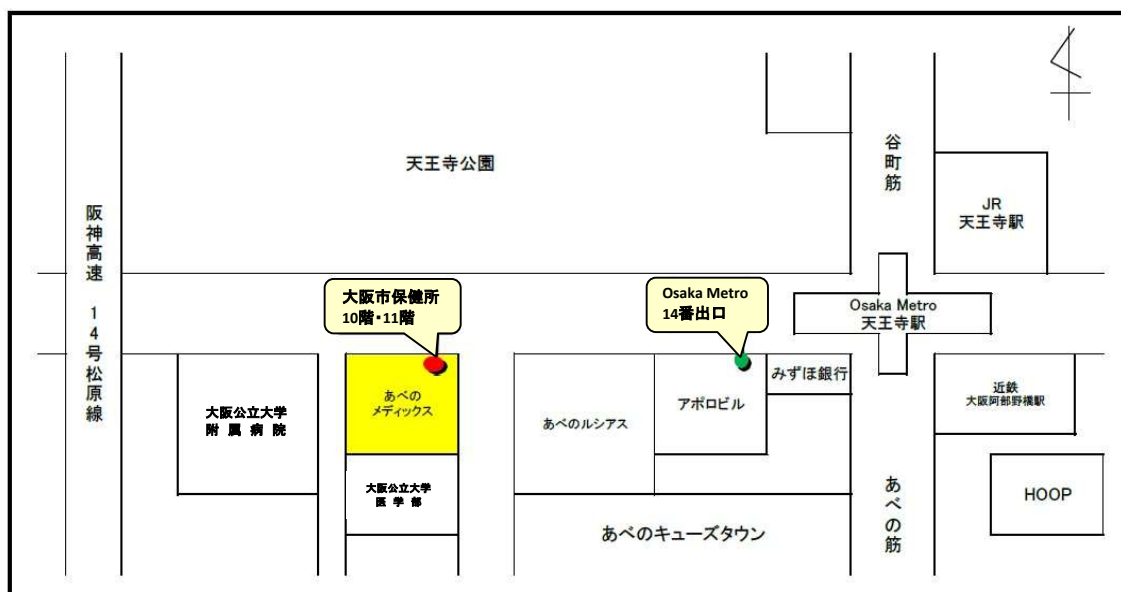 天王寺公園
谷町筋
JR
天王寺駅
阪神高速 14号松原線
大阪市保健所
10階・11階
Osaka Metro
14番出口
Osaka Metro
天王寺駅
大阪公立大学
附属病院
あべの
メディックス
大阪公立大学
医学部
あべのルシアス
アポロビル
みずほ銀行
近鉄
大阪阿部野橋駅
あべの筋
HOOP
あべのキューズタウン